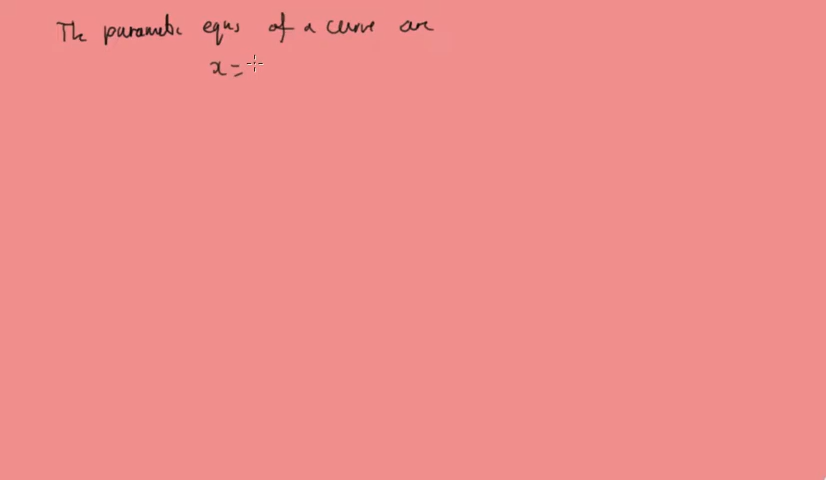 The parametric eqns of a curve are
x =